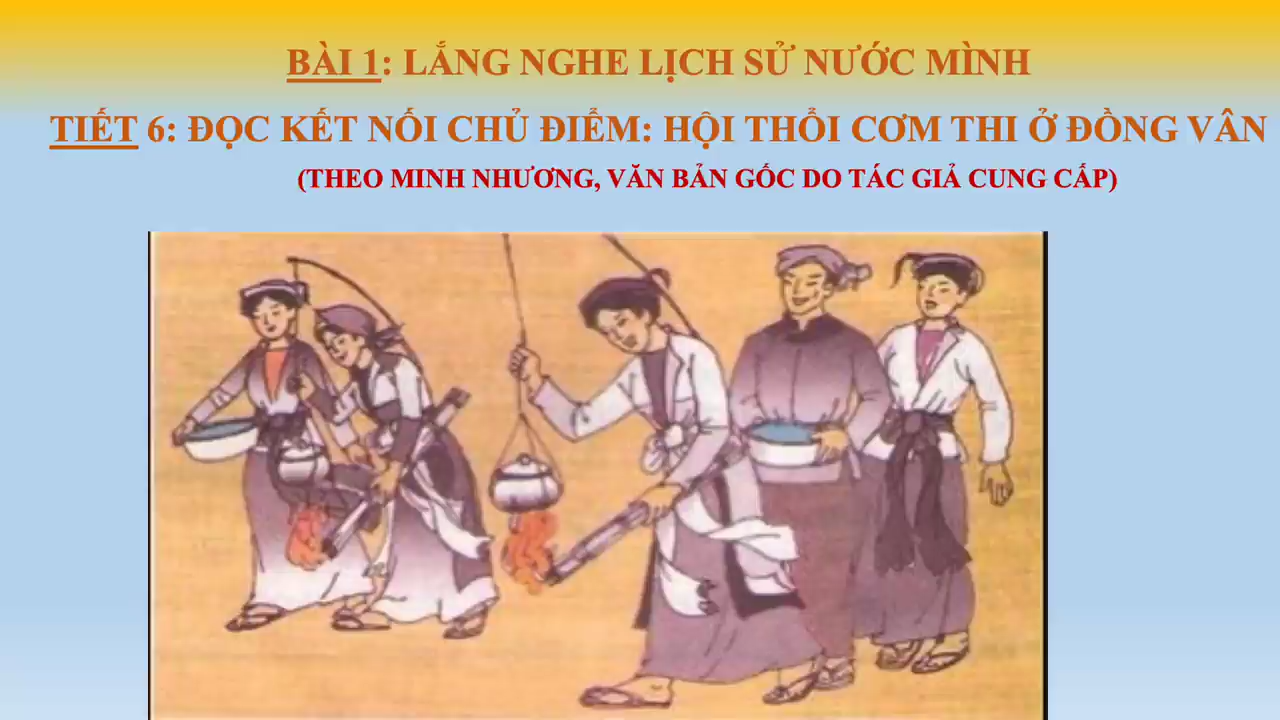 BÀI 1: LẮNG NGHE LỊCH SỬ NƯỚC MÌNH
TIẾT 6: ĐỌC KẾT NỐI CHỦ ĐIỂM: HỘI THỔI CƠM THI Ở ĐỒNG VÂN
(THEO MINH NHƯƠNG, VĂN BẢN GỐC DO TÁC GIẢ CUNG CẤP)